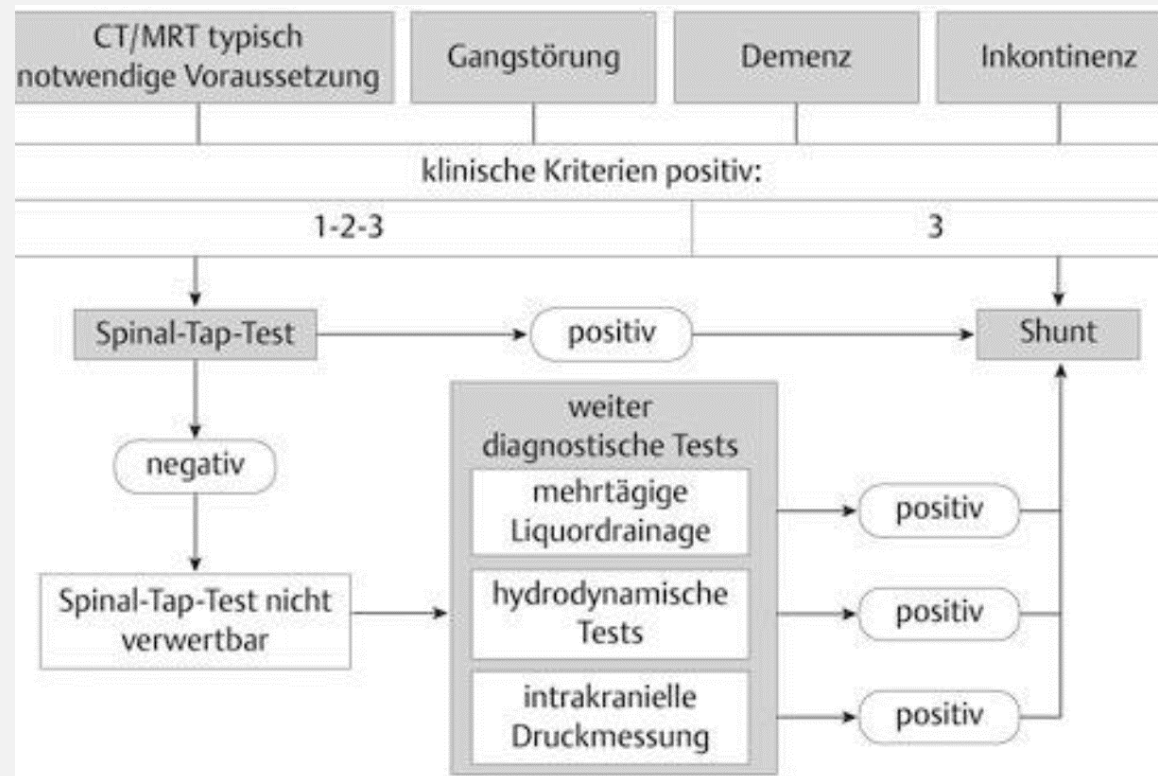 CT/MRT typisch
notwendige Voraussetzung
Gangstörung
Demenz
Inkontinenz
klinische Kriterien positiv:
1-2-3
3
Spinal-Tap-Test
positiv
Shunt
negativ
weiter
diagnostische Tests
mehrtägige
Liquordrainage
positiv
Spinal-Tap-Test nicht
verwertbar
hydrodynamische
Tests
positiv
intrakranielle
Druckmessung
positiv